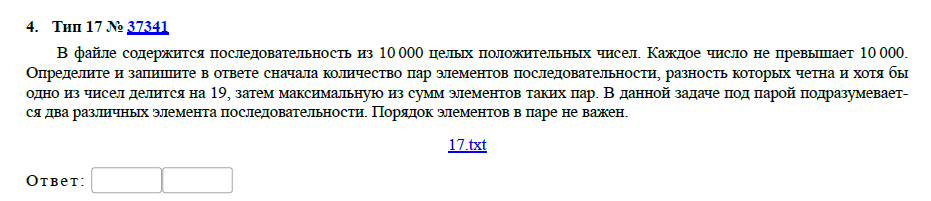 4. Тип 17 № 37341
В файле содержится последовательность из 10 000 целых положительных чисел. Каждое число не превышает 10 000.
Определите и запишите в ответе сначала количество пар элементов последовательности, разность которых четна и хотя бы
одно из чисел делится на 19, затем максимальную из сумм элементов таких пар. В данной задаче под парой подразумевает-
ся два различных элемента последовательности. Порядок элементов в паре не важен.
17.txt
Ответ: